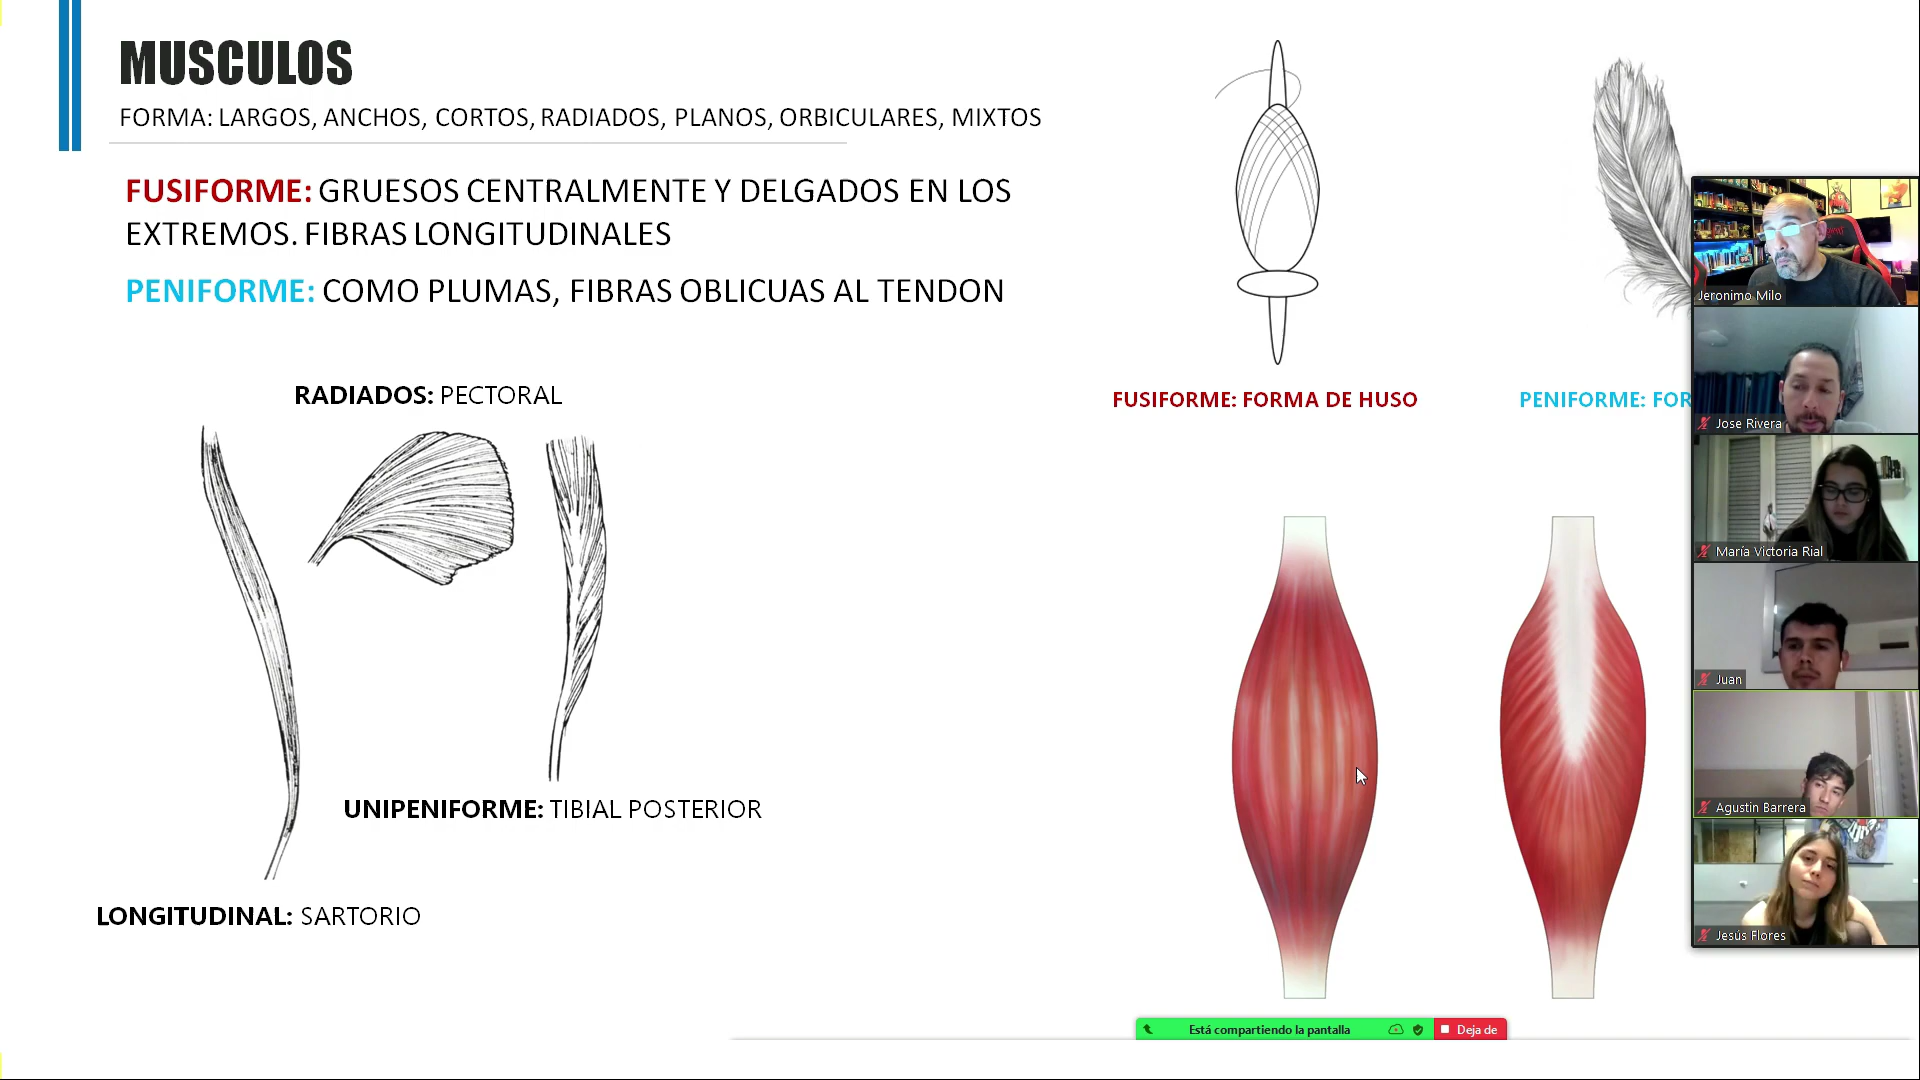 MUSCULOS
FORMA: LARGOS, ANCHOS, CORTOS, RADIADOS, PLANOS, ORBICULARES, MIXTOS
FUSIFORME: GRUESOS CENTRALMENTE Y DELGADOS EN LOS
EXTREMOS. FIBRAS LONGITUDINALES
PENIFORME: COMO PLUMAS, FIBRAS OBLICUAS AL TENDON
RADIADOS: PECTORAL
UNIPENIFORME: TIBIAL POSTERIOR
LONGITUDINAL: SARTORIO
FUSIFORME: FORMA DE HUSO
PENIFORME: FOR
Jeronimo Milo
Jose Rivera
María Victoria Rial
Juan
Agustin Barrera
Jesús Flores
Está compartiendo la pantalla
Deja de